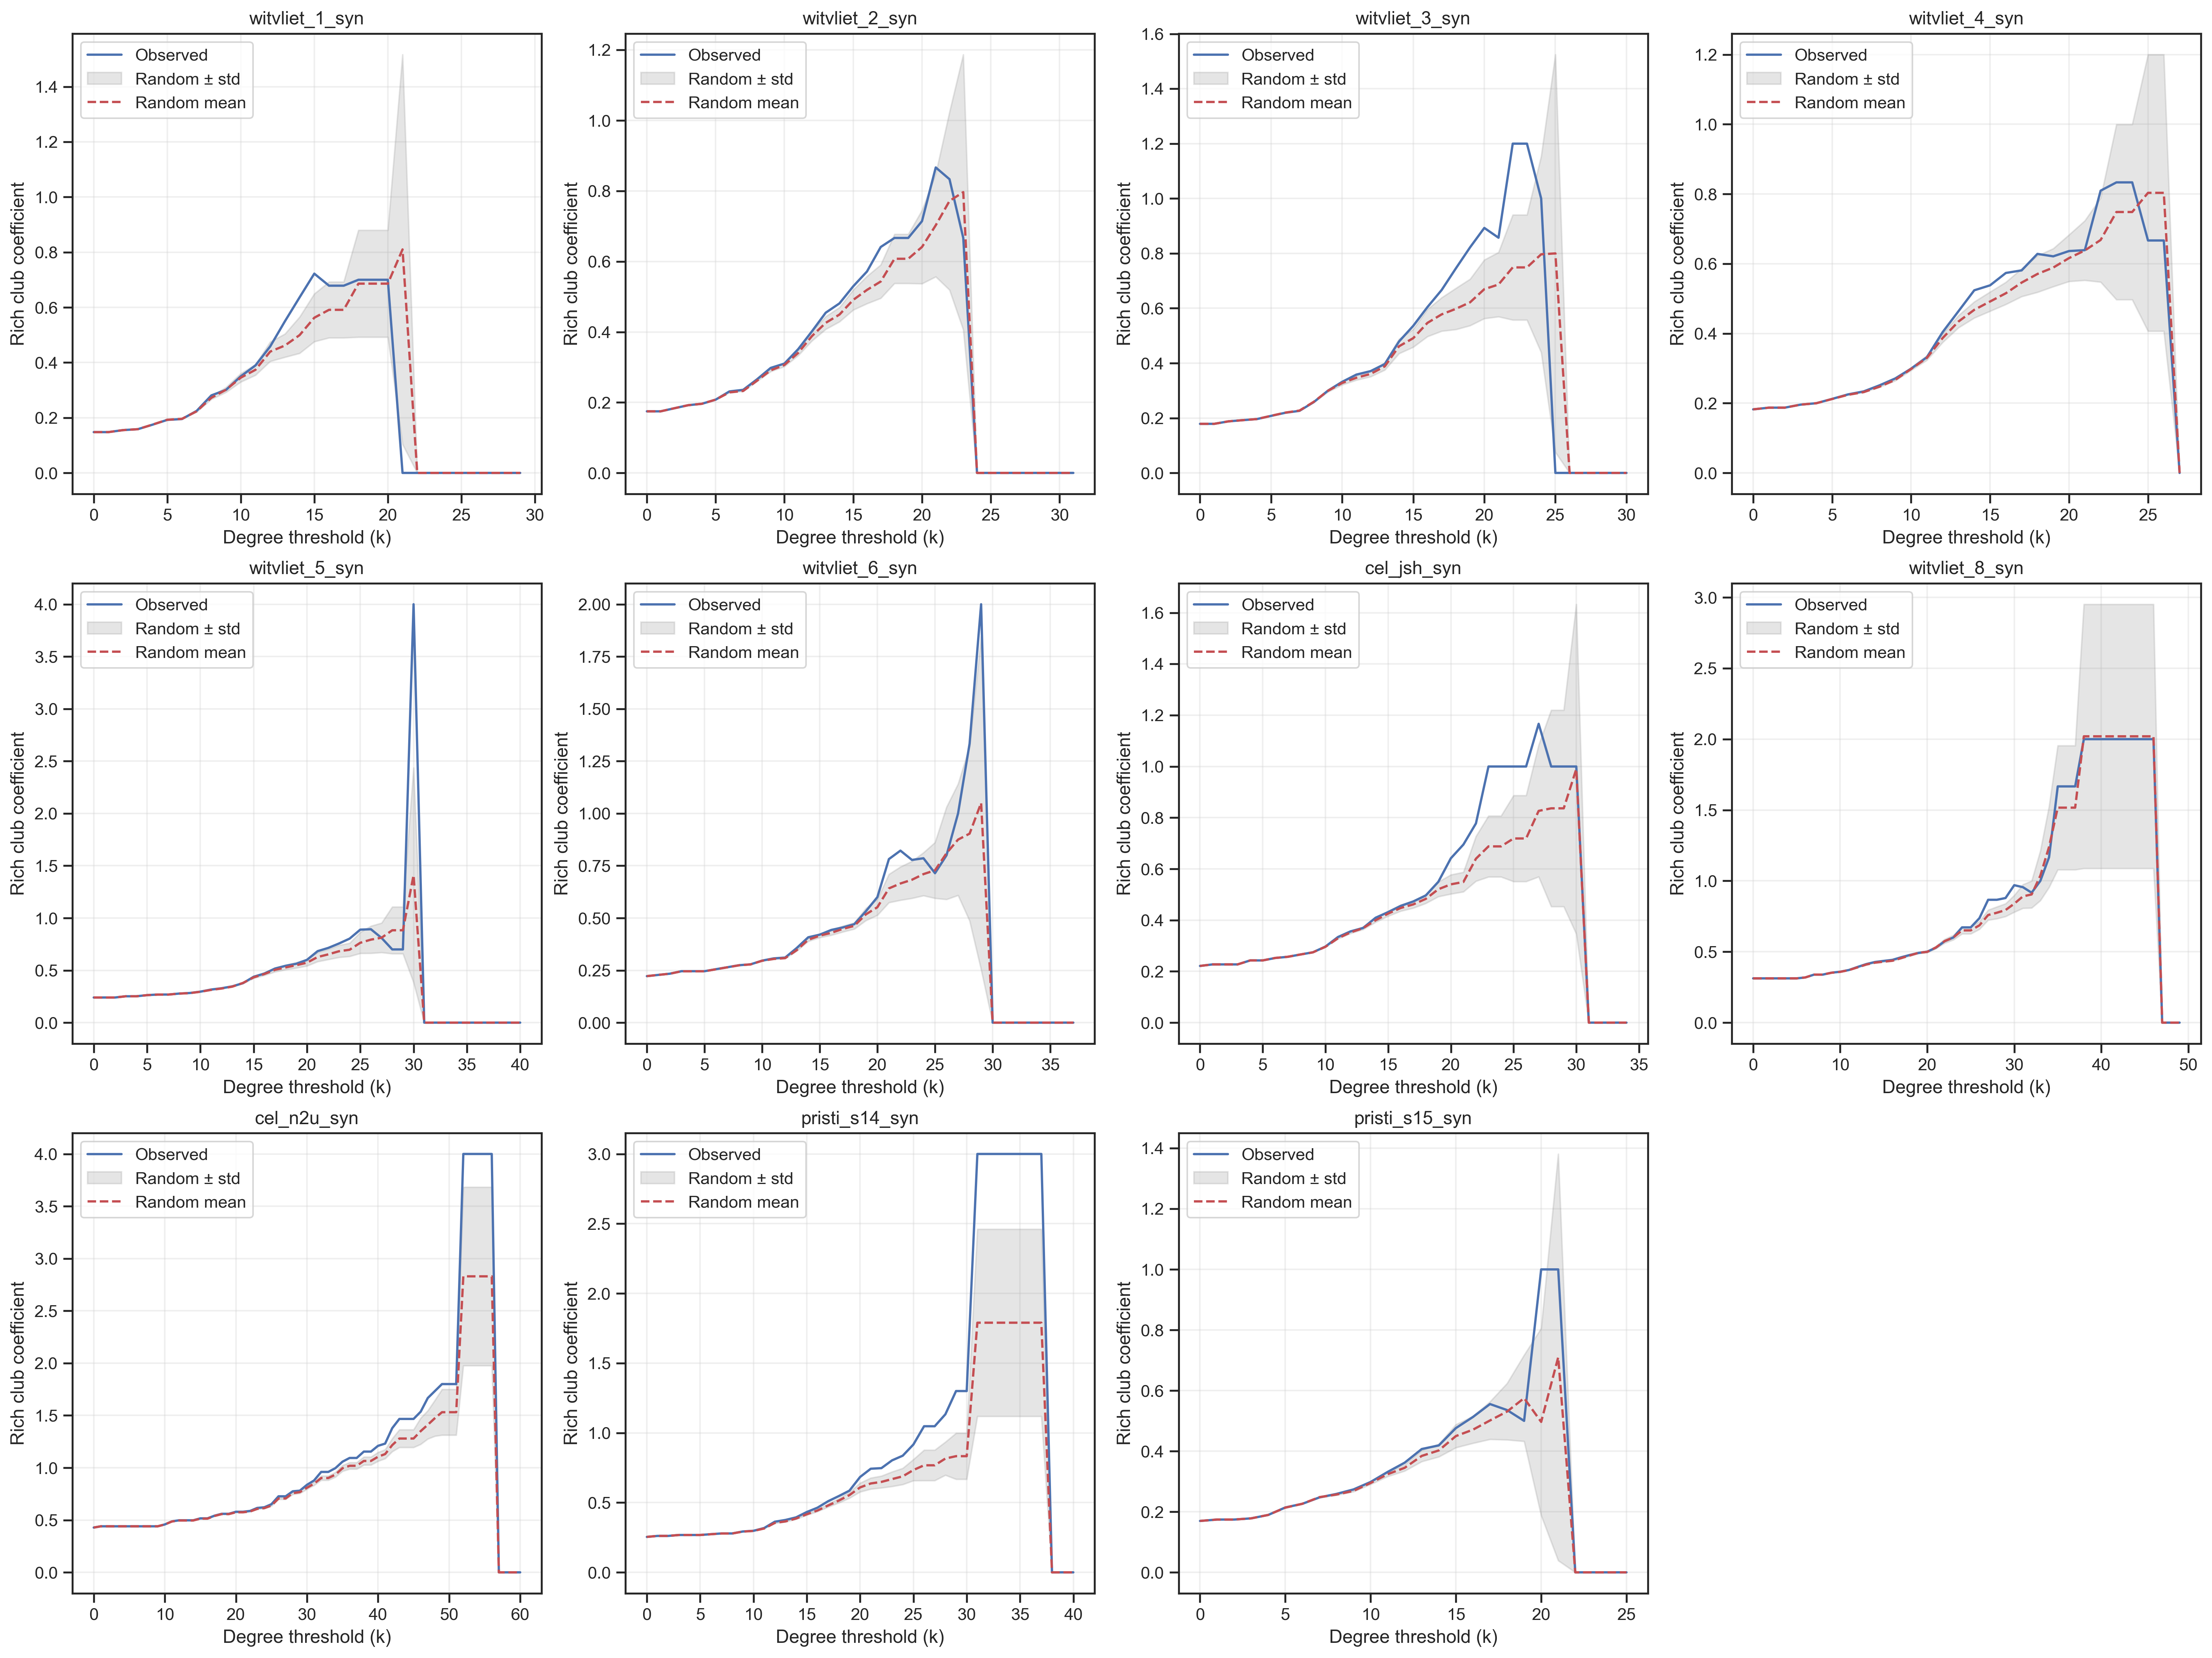 witvliet_1_syn
Observed
Random ± std
Random mean
Rich club coefficient
1.4
1.2
1.0
0.8
0.6
0.4
0.2
0.0
0 5 10 15 20 25 30
Degree threshold (k)
witvliet_2_syn
Observed
Random ± std
Random mean
Rich club coefficient
1.2
1.0
0.8
0.6
0.4
0.2
0.0
0 5 10 15 20 25 30
Degree threshold (k)
witvliet_3_syn
Observed
Random ± std
Random mean
Rich club coefficient
1.6
1.4
1.2
1.0
0.8
0.6
0.4
0.2
0.0
0 5 10 15 20 25 30
Degree threshold (k)
witvliet_4_syn
Observed
Random ± std
Random mean
Rich club coefficient
1.2
1.0
0.8
0.6
0.4
0.2
0.0
0 5 10 15 20 25
Degree threshold (k)
witvliet_5_syn
Observed
Random ± std
Random mean
Rich club coefficient
4.0
3.5
3.0
2.5
2.0
1.5
1.0
0.5
0.0
0 5 10 15 20 25 30 35 40
Degree threshold (k)
witvliet_6_syn
Observed
Random ± std
Random mean
Rich club coefficient
2.00
1.75
1.50
1.25
1.00
0.75
0.50
0.25
0.00
0 5 10 15 20 25 30 35
Degree threshold (k)
cel_jsh_syn
Observed
Random ± std
Random mean
Rich club coefficient
1.6
1.4
1.2
1.0
0.8
0.6
0.4
0.2
0.0
0 5 10 15 20 25 30 35
Degree threshold (k)
witvliet_8_syn
Observed
Random ± std
Random mean
Rich club coefficient
3.0
2.5
2.0
1.5
1.0
0.5
0.0
0 10 20 30 40 50
Degree threshold (k)
cel_n2u_syn
Observed
Random ± std
Random mean
Rich club coefficient
4.0
3.5
3.0
2.5
2.0
1.5
1.0
0.5
0.0
0 10 20 30 40 50 60
Degree threshold (k)
pristi_s14_syn
Observed
Random ± std
Random mean
Rich club coefficient
3.0
2.5
2.0
1.5
1.0
0.5
0.0
0 5 10 15 20 25 30 35 40
Degree threshold (k)
pristi_s15_syn
Observed
Random ± std
Random mean
Rich club coefficient
1.4
1.2
1.0
0.8
0.6
0.4
0.2
0.0
0 5 10 15 20 25
Degree threshold (k)